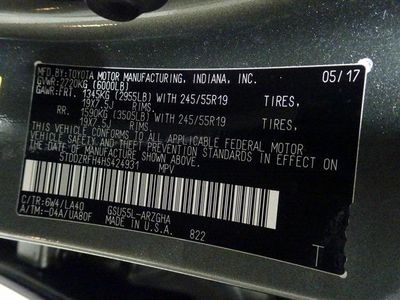 MFD. BY:TOYOTA MOTOR MANUFACTURING, INDIANA, INC. 05/17
GVWR:2720KG (6000LB)
GAWR:FRT. 1345KG (2955LB) WITH 245/55R19 TIRES,
19X7.5J RIMS,
RR. 1590KG (3505LB) WITH 245/55R19 TIRES,
19X7.5J RIMS
THIS VEHICLE CONFORMS TO ALL APPLICABLE FEDERAL MOTOR
VEHICLE SAFETY AND THEFT PREVENTION STANDARDS IN EFFECT
ON THE DATE OF MANUFACTURE SHOWN ABOVE.
5TDDZRFH4HS424931 MPV
C/TR:6W4/LA40 GSU55L-ARZGHA
A/TM:-04A/UA80F MADE IN U.S.A. 822
T